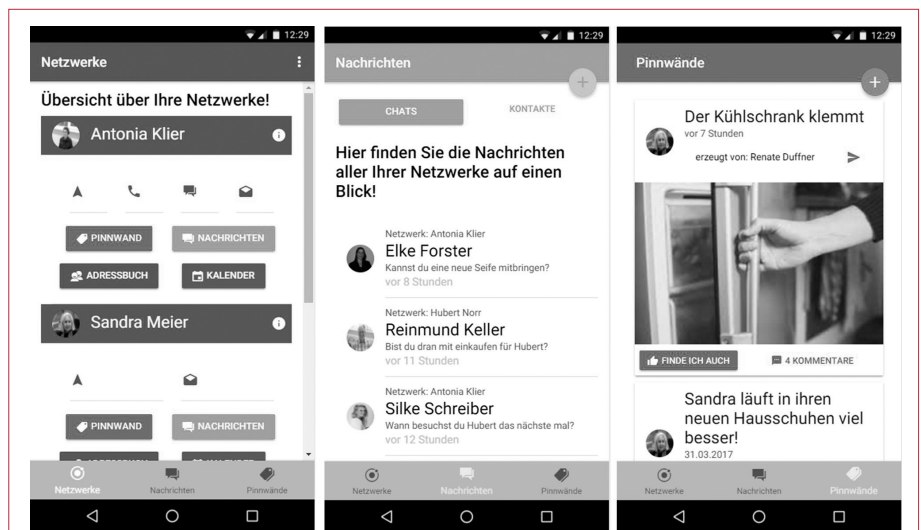 12:29
Netzwerke
Übersicht über Ihre Netzwerke!
Antonia Klier
PINNWAND
NACHRICHTEN
ADRESSBUCH
KALENDER
Sandra Meier
PINNWAND
NACHRICHTEN
Netzwerke
Nachrichten
Pinnwände
12:29
Nachrichten
+
CHATS
KONTAKTE
Hier finden Sie die Nachrichten
aller Ihrer Netzwerke auf einen
Blick!
Netzwerk: Antonia Klier
Elke Forster
Kannst du eine neue Seife mitbringen?
vor 8 Stunden
Netzwerk: Hubert Norr
Reinmund Keller
Bist du dran mit einkaufen für Hubert?
vor 11 Stunden
Netzwerk: Antonia Klier
Silke Schreiber
Wann besuchst du Hubert das nächste mal?
vor 12 Stunden
Netzwerke
Nachrichten
Pinnwände
12:29
Pinnwände
+
Der Kühlschrank klemmt
vor 7 Stunden
erzeugt von: Renate Duffner
FINDE ICH AUCH
4 KOMMENTARE
Sandra läuft in ihren
neuen Hausschuhen viel
besser!
31.03.2017
Netzwerke
Nachrichten
Pinnwände